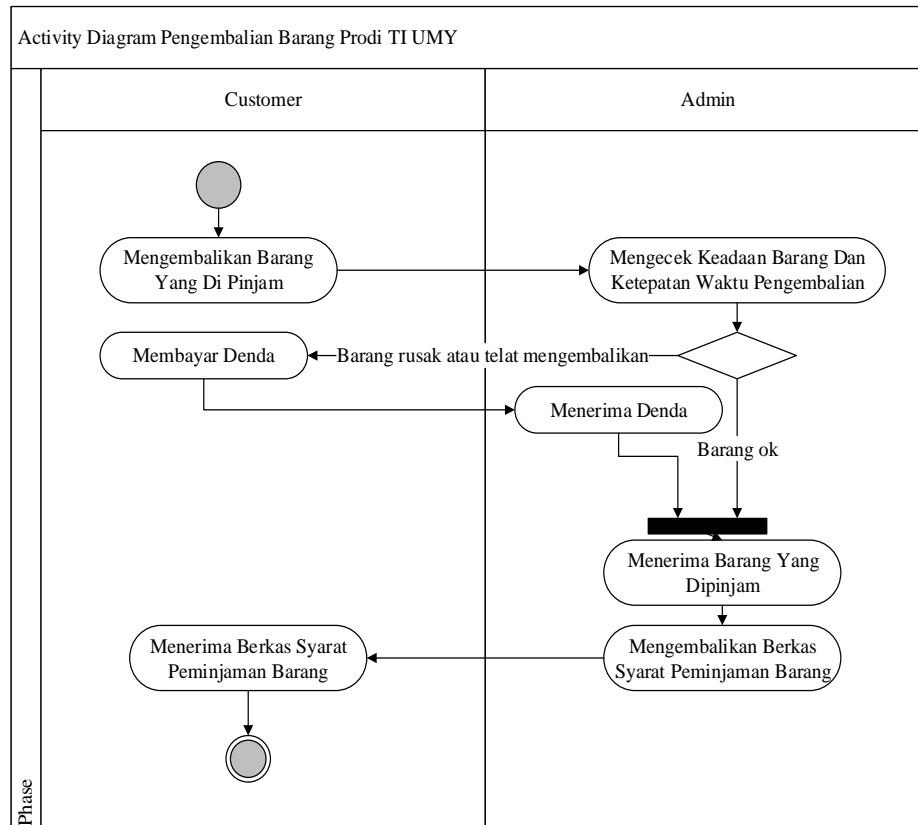 Activity Diagram Pengembalian Barang Prodi TI UMY
Customer
Admin
Mengembalikan Barang
Yang Di Pinjam
Mengecek Keadaan Barang Dan
Ketepatan Waktu Pengembalian
Membayar Denda
Barang rusak atau telat mengembalikan
Menerima Denda
Barang ok
Menerima Barang Yang
Dipinjam
Menerima Berkas Syarat
Peminjaman Barang
Mengembalikan Berkas
Syarat Peminjaman Barang
Phase